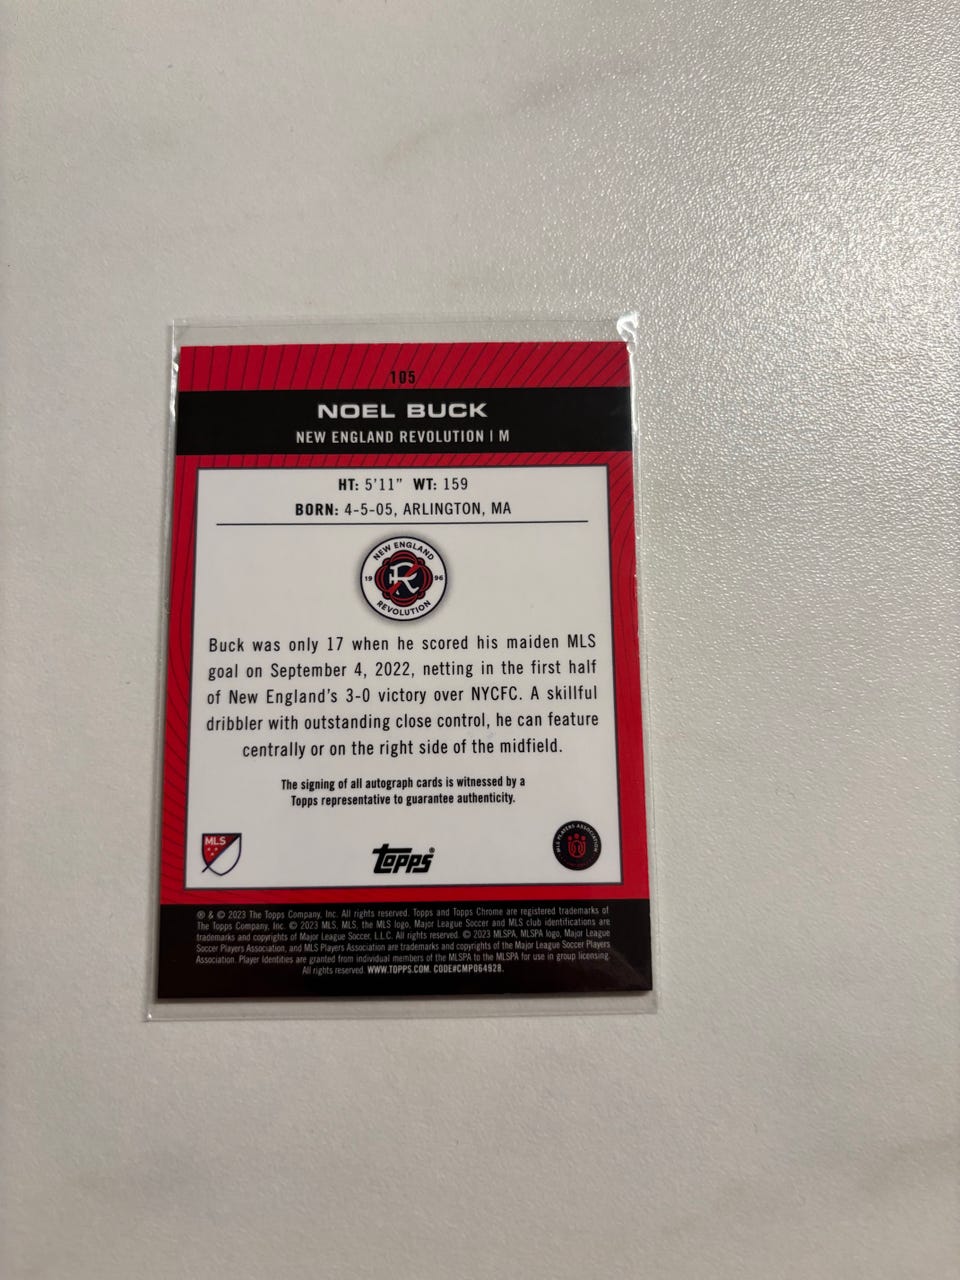 105
NOEL BUCK
NEW ENGLAND REVOLUTION | M
HT: 5'11" WT: 159
BORN: 4-5-05, ARLINGTON, MA
NEW ENGLAND
19 R 96
REVOLUTION
Buck was only 17 when he scored his maiden MLS
goal on September 4, 2022, netting in the first half
of New England's 3-0 victory over NYCFC. A skillful
dribbler with outstanding close control, he can feature
centrally or on the right side of the midfield.
The signing of all autograph cards is witnessed by a
Topps representative to guarantee authenticity.
MLS
Topps®
MLS PLAYERS ASSOCIATION
® & © 2023 The Topps Company, Inc. All rights reserved. Topps and Topps Chrome are registered trademarks of
The Topps Company, Inc. © 2023 MLS, MLS, the MLS logo, Major League Soccer and MLS club identifications are
trademarks and copyrights of Major League Soccer, L.L.C. All rights reserved. © 2023 MLSPA, MLSPA logo, Major League
Soccer Players Association, and MLS Players Association are trademarks and copyrights of the Major League Soccer Players
Association. Player Identities are granted from individual members of the MLSPA to the MLSPA for use in group licensing.
All rights reserved. WWW.TOPPS.COM. CODE#CMP064928.